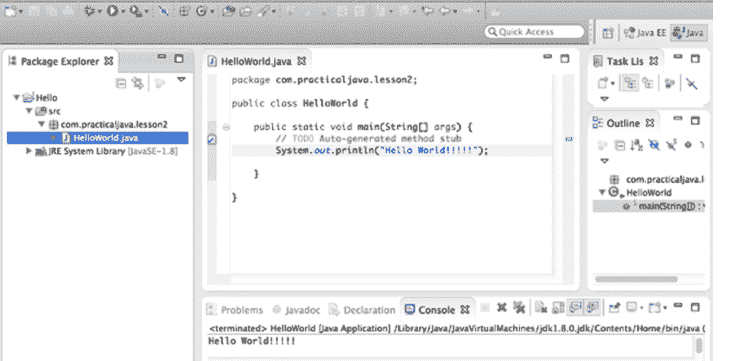 Quick Access
Java EE
Java
Package Explorer
Hello
src
com.practicaljava.lesson2
HelloWorld.java
JRE System Library [JavaSE-1.8]
HelloWorld.java
package com.practicaljava.lesson2;
public class HelloWorld {
public static void main(String[] args) {
// TODO Auto-generated method stub
System.out.println("Hello World!!!!!");
}
}
Task Lis
Outline
com.practicaljava.l
HelloWorld
main(String[]) :
Problems
Javadoc
Declaration
Console
<terminated> HelloWorld [Java Application] /Library/Java/JavaVirtualMachines/jdk1.8.0.jdk/Contents/Home/bin/java (
Hello World!!!!!